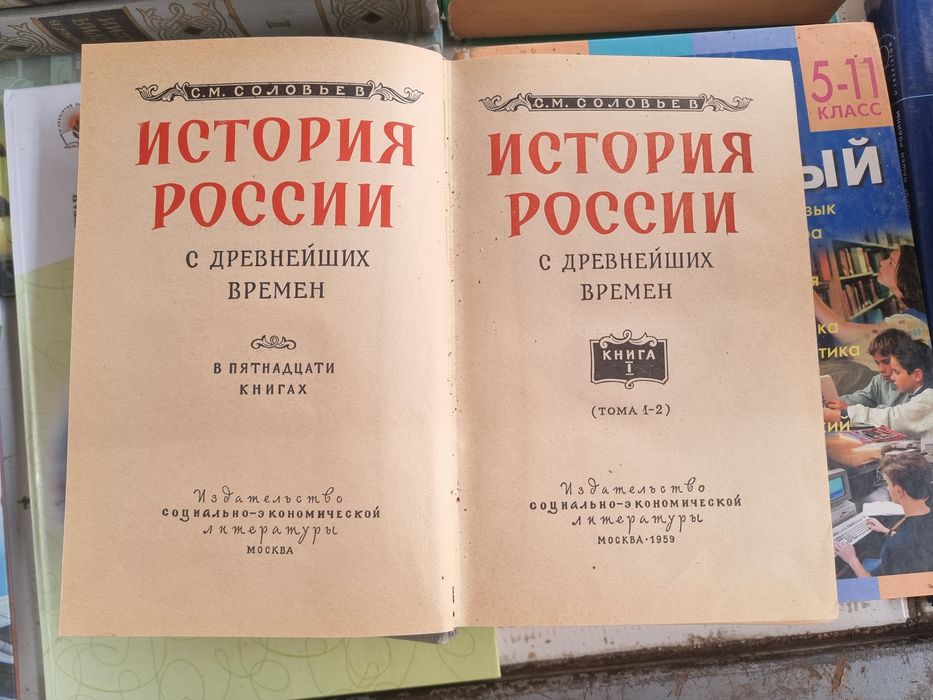 С. М. СОЛОВЬЕВ
ИСТОРИЯ
РОССИИ
С ДРЕВНЕЙШИХ
ВРЕМЕН
В ПЯТНАДЦАТИ
КНИГАХ
Издательство
социально-экономической
литературы
МОСКВА
С. М. СОЛОВЬЕВ
ИСТОРИЯ
РОССИИ
С ДРЕВНЕЙШИХ
ВРЕМЕН
КНИГА
I
(ТОМА 1-2)
Издательство
социально-экономической
литературы
МОСКВА · 1959
5-11
КЛАСС